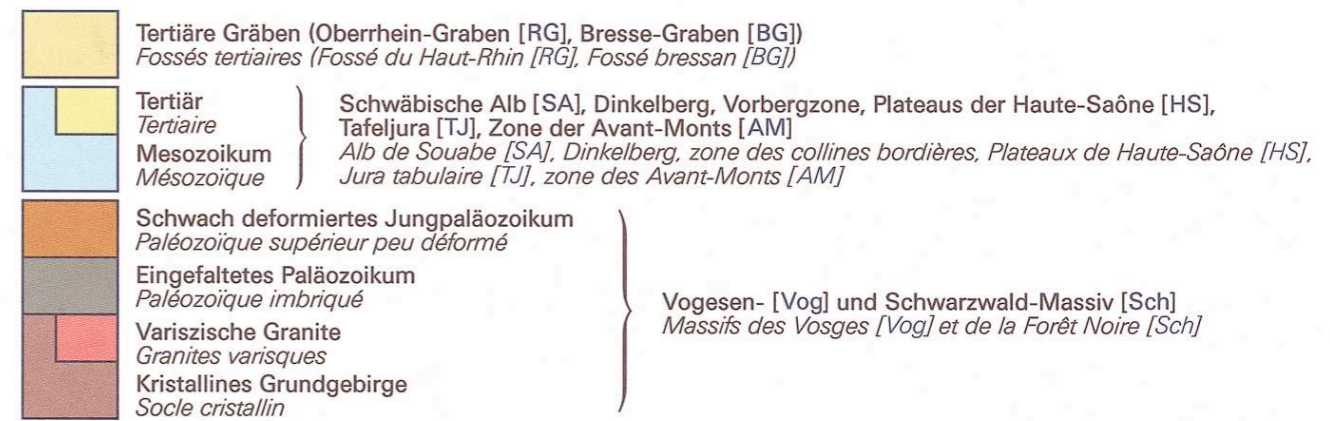 Tertiäre Gräben (Oberrhein-Graben [RG], Bresse-Graben [BG])
Fossés tertiaires (Fossé du Haut-Rhin [RG], Fossé bressan [BG])
Tertiär
Tertiaire
Mesozoikum
Mésozoïque
Schwäbische Alb [SA], Dinkelberg, Vorbergzone, Plateaus der Haute-Saône [HS],
Tafeljura [TJ], Zone der Avant-Monts [AM]
Alb de Souabe [SA], Dinkelberg, zone des collines bordières, Plateaux de Haute-Saône [HS],
Jura tabulaire [TJ], zone des Avant-Monts [AM]
Schwach deformiertes Jungpaläozoikum
Paléozoïque supérieur peu déformé
Eingefaltetes Paläozoikum
Paléozoïque imbriqué
Variszische Granite
Granites varisques
Kristallines Grundgebirge
Socle cristallin
Vogesen- [Vog] und Schwarzwald-Massiv [Sch]
Massifs des Vosges [Vog] et de la Forêt Noire [Sch]